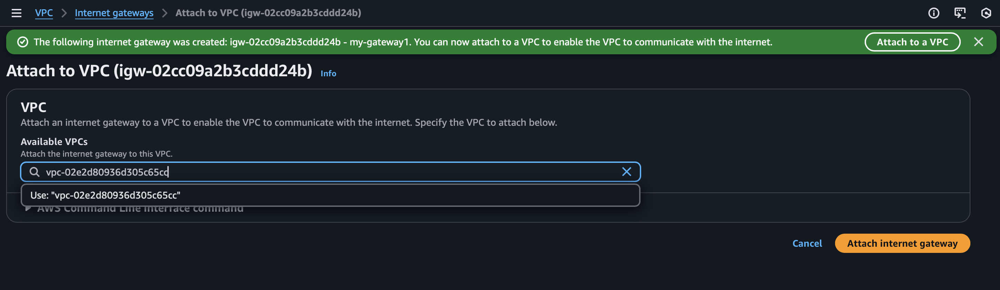 VPC > Internet gateways > Attach to VPC (igw-02cc09a2b3cddd24b)
The following internet gateway was created: igw-02cc09a2b3cddd24b - my-gateway1. You can now attach to a VPC to enable the VPC to communicate with the internet. Attach to a VPC
Attach to VPC (igw-02cc09a2b3cddd24b) Info
VPC
Attach an internet gateway to a VPC to enable the VPC to communicate with the internet. Specify the VPC to attach below.
Available VPCs
Attach the internet gateway to this VPC.
vpc-02e2d80936d305c65cc
Use: "vpc-02e2d80936d305c65cc"
AWS Command Line Interface command
Cancel Attach internet gateway